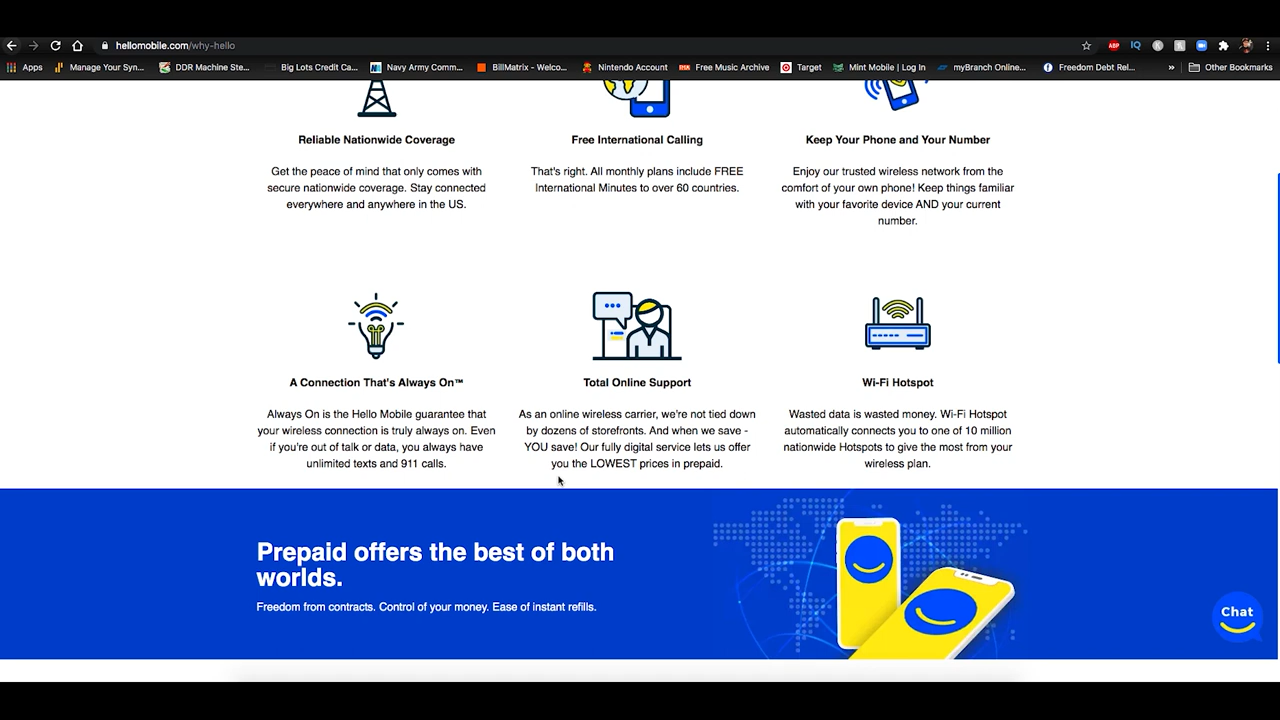 hellomobile.com/why-hello
ABP
IQ
Apps
Manage Your Syn...
DDR Machine Ste...
Big Lots Credit Ca...
Navy Army Comm...
BillMatrix - Welco...
Nintendo Account
Free Music Archive
Target
Mint Mobile | Log In
myBranch Online...
Freedom Debt Rel...
»
Other Bookmarks
Reliable Nationwide Coverage
Get the peace of mind that only comes with
secure nationwide coverage. Stay connected
everywhere and anywhere in the US.
Free International Calling
That's right. All monthly plans include FREE
International Minutes to over 60 countries.
Keep Your Phone and Your Number
Enjoy our trusted wireless network from the
comfort of your own phone! Keep things familiar
with your favorite device AND your current
number.
A Connection That's Always On™
Always On is the Hello Mobile guarantee that
your wireless connection is truly always on. Even
if you're out of talk or data, you always have
unlimited texts and 911 calls.
Total Online Support
As an online wireless carrier, we're not tied down
by dozens of storefronts. And when we save -
YOU save! Our fully digital service lets us offer
you the LOWEST prices in prepaid.
Wi-Fi Hotspot
Wasted data is wasted money. Wi-Fi Hotspot
automatically connects you to one of 10 million
nationwide Hotspots to give the most from your
wireless plan.
Prepaid offers the best of both
worlds.
Freedom from contracts. Control of your money. Ease of instant refills.
Chat